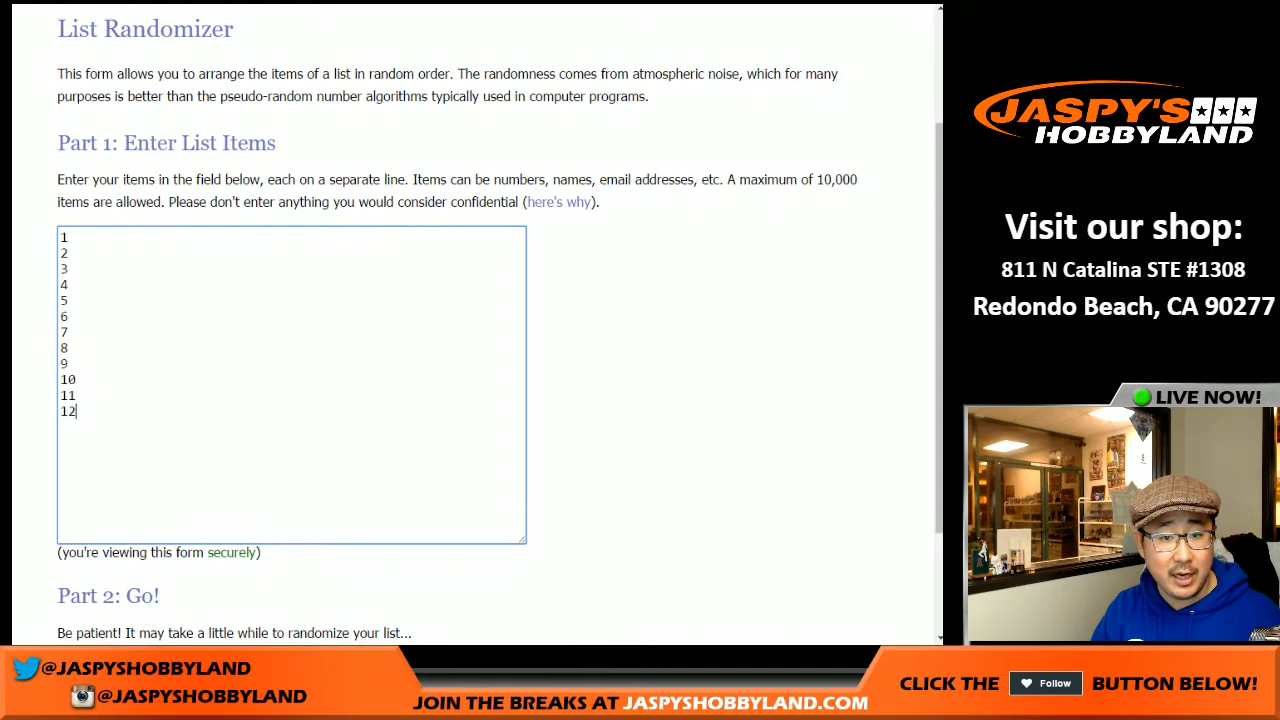 List Randomizer
This form allows you to arrange the items of a list in random order. The randomness comes from atmospheric noise, which for many
purposes is better than the pseudo-random number algorithms typically used in computer programs.
Part 1: Enter List Items
Enter your items in the field below, each on a separate line. Items can be numbers, names, email addresses, etc. A maximum of 10,000
items are allowed. Please don't enter anything you would consider confidential (here's why).
1
2
3
4
5
6
7
8
9
10
11
12
(you're viewing this form securely)
Part 2: Go!
Be patient! It may take a little while to randomize your list...
JASPY'S
HOBBYLAND
Visit our shop:
811 N Catalina STE #1308
Redondo Beach, CA 90277
LIVE NOW!
@JASPYSHOBBYLAND
@JASPYSHOBBYLAND
JOIN THE BREAKS AT JASPYSHOBBYLAND.COM
CLICK THE Follow BUTTON BELOW!